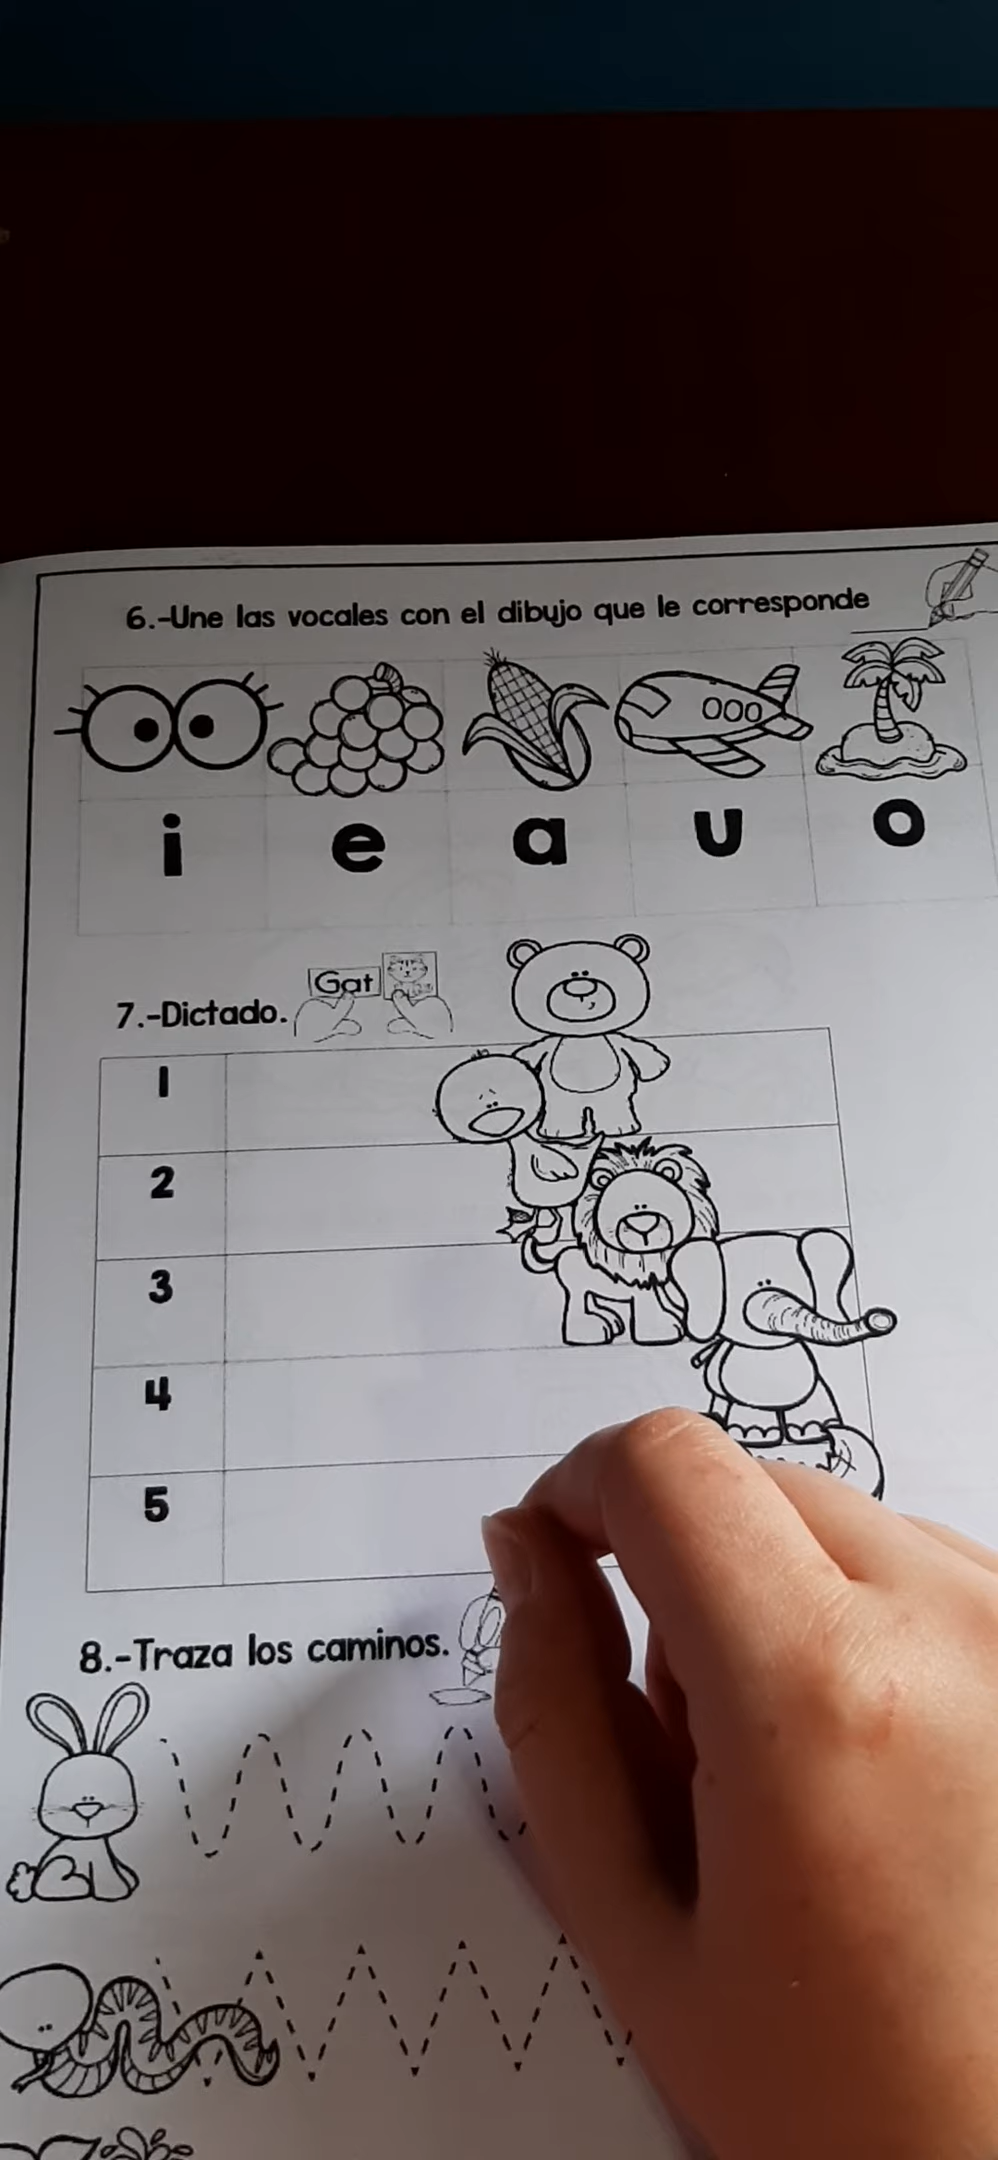 6.-Une las vocales con el dibujo que le corresponde
i e a u o
Gat
7.-Dictado.
1
2
3
4
5
8.-Traza los caminos.